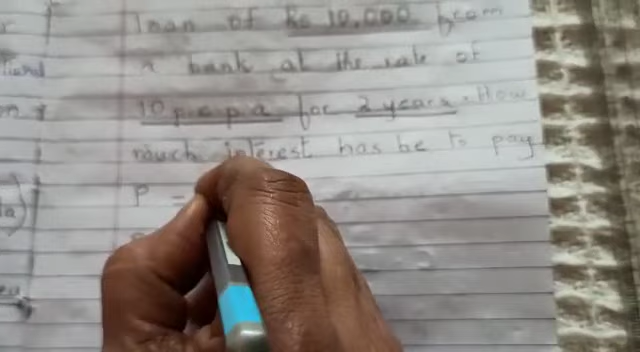 loan of Rs 10,000 from
a bank at the rate of
10 p.c.p.a for 2 years. How
much interest has he to pay
P =